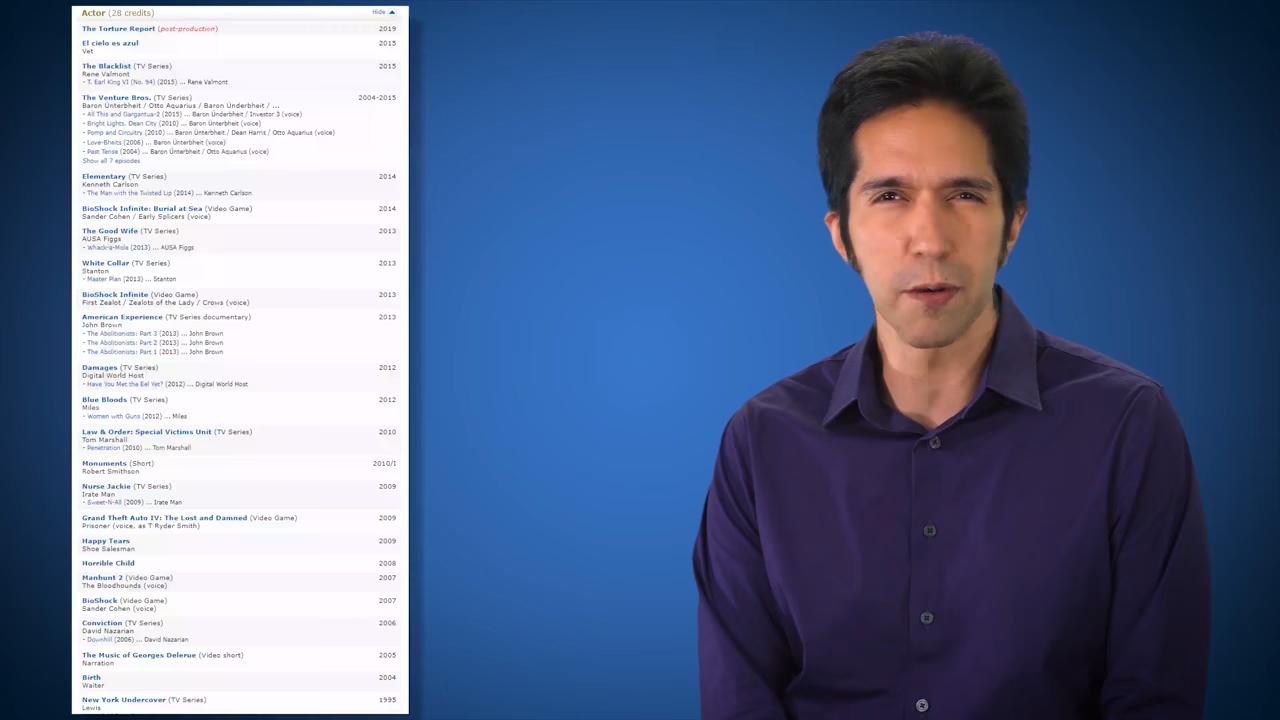 Actor (28 credits) Hide
The Torture Report (post-production) 2019
El cielo es azul 2015
Vet
The Blacklist (TV Series) 2015
Rene Valmont
- T. Earl King VI (No. 94) (2015) ... Rene Valmont
The Venture Bros. (TV Series) 2004-2015
Baron Ünterbheit / Otto Aquarius / Baron Ünderbheit / ...
- All This and Gargantua-2 (2015) ... Baron Ünderbheit / Investor 3 (voice)
- Bright Lights, Dean City (2010) ... Baron Ünterbheit (voice)
- Pomp and Circuitry (2010) ... Baron Ünterbheit / Dean Harris / Otto Aquarius (voice)
- Love-Bheits (2006) ... Baron Ünterbheit (voice)
- Past Tense (2004) ... Baron Ünterbheit / Otto Aquarius (voice)
Show all 7 episodes
Elementary (TV Series) 2014
Kenneth Carlson
- The Man with the Twisted Lip (2014) ... Kenneth Carlson
BioShock Infinite: Burial at Sea (Video Game) 2014
Sander Cohen / Early Splicers (voice)
The Good Wife (TV Series) 2013
AUSA Figgs
- Whack-a-Mole (2013) ... AUSA Figgs
White Collar (TV Series) 2013
Stanton
- Master Plan (2013) ... Stanton
BioShock Infinite (Video Game) 2013
First Zealot / Zealots of the Lady / Crows (voice)
American Experience (TV Series documentary) 2013
John Brown
- The Abolitionists: Part 3 (2013) ... John Brown
- The Abolitionists: Part 2 (2013) ... John Brown
- The Abolitionists: Part 1 (2013) ... John Brown
Damages (TV Series) 2012
Digital World Host
- Have You Met the Eel Yet? (2012) ... Digital World Host
Blue Bloods (TV Series) 2012
Miles
- Women with Guns (2012) ... Miles
Law & Order: Special Victims Unit (TV Series) 2010
Tom Marshall
- Penetration (2010) ... Tom Marshall
Monuments (Short) 2010/I
Robert Smithson
Nurse Jackie (TV Series) 2009
Irate Man
- Sweet-N-All (2009) ... Irate Man
Grand Theft Auto IV: The Lost and Damned (Video Game) 2009
Prisoner (voice, as T Ryder Smith)
Happy Tears 2009
Shoe Salesman
Horrible Child 2008
Manhunt 2 (Video Game) 2007
The Bloodhounds (voice)
BioShock (Video Game) 2007
Sander Cohen (voice)
Conviction (TV Series) 2006
David Nazarian
- Downhill (2006) ... David Nazarian
The Music of Georges Delerue (Video short) 2005
Narration
Birth 2004
Waiter
New York Undercover (TV Series) 1995
Lewis